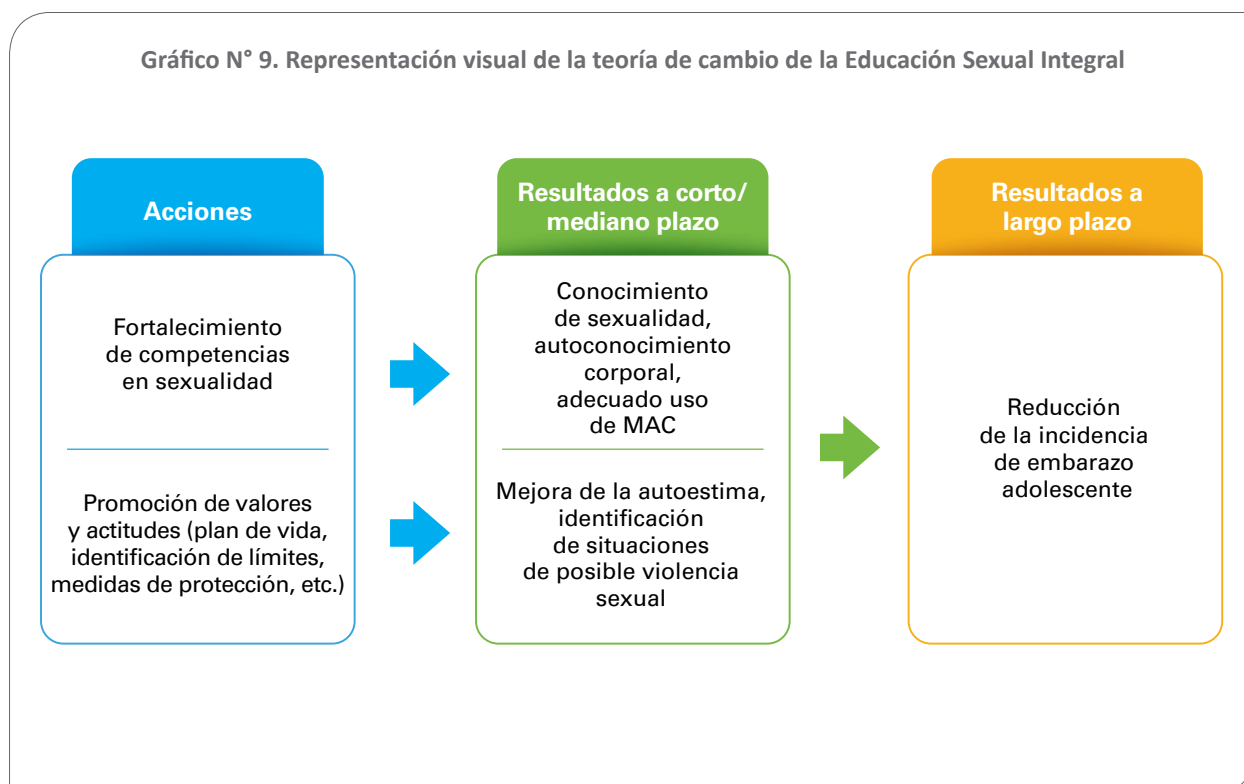 Gráfico N° 9. Representación visual de la teoría de cambio de la Educación Sexual Integral
Acciones
Fortalecimiento
de competencias
en sexualidad
Promoción de valores
y actitudes (plan de vida,
identificación de límites,
medidas de protección, etc.)
Resultados a corto/
mediano plazo
Conocimiento
de sexualidad,
autoconocimiento
corporal,
adecuado uso
de MAC
Mejora de la autoestima,
identificación
de situaciones
de posible violencia
sexual
Resultados a
largo plazo
Reducción
de la incidencia
de embarazo
adolescente